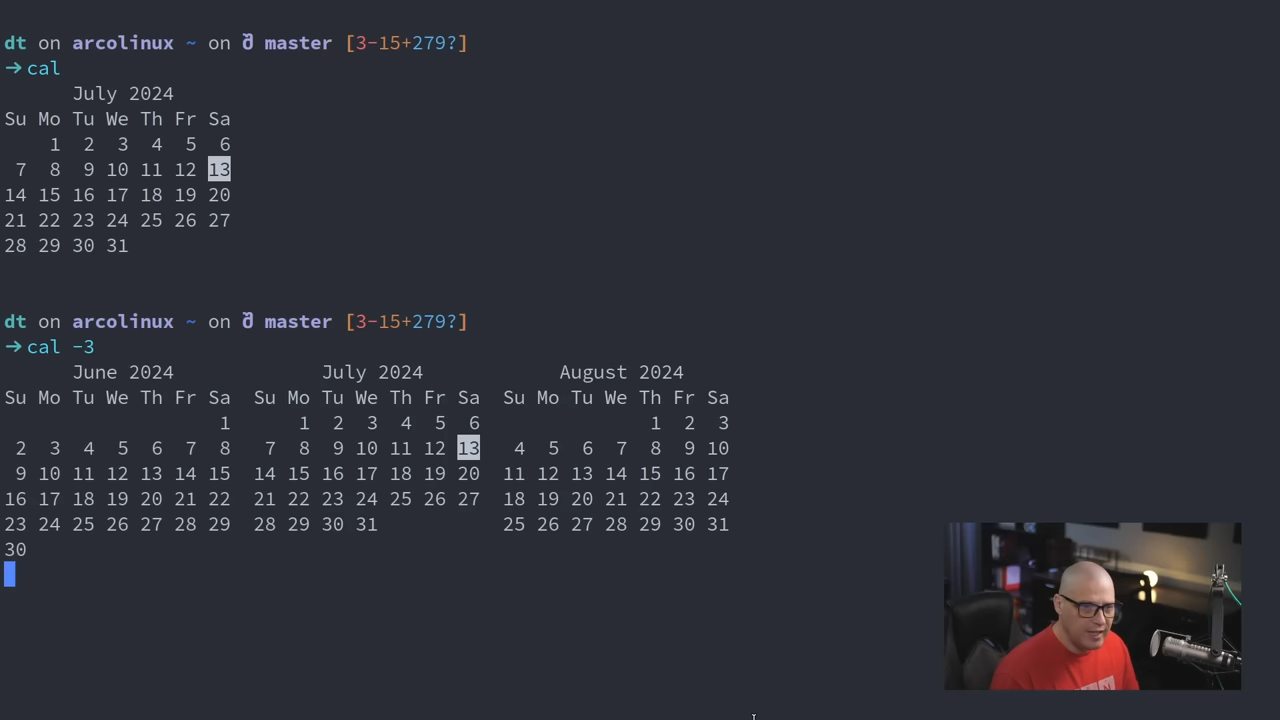 dt on arcolinux ~ on ð master [3-15+279?]
→ cal
July 2024
Su Mo Tu We Th Fr Sa
1 2 3 4 5 6
7 8 9 10 11 12 13
14 15 16 17 18 19 20
21 22 23 24 25 26 27
28 29 30 31
dt on arcolinux ~ on ð master [3-15+279?]
→ cal -3
June 2024 July 2024 August 2024
Su Mo Tu We Th Fr Sa Su Mo Tu We Th Fr Sa Su Mo Tu We Th Fr Sa
1 1 2 3 4 5 6 1 2 3
2 3 4 5 6 7 8 7 8 9 10 11 12 13 4 5 6 7 8 9 10
9 10 11 12 13 14 15 14 15 16 17 18 19 20 11 12 13 14 15 16 17
16 17 18 19 20 21 22 21 22 23 24 25 26 27 18 19 20 21 22 23 24
23 24 25 26 27 28 29 28 29 30 31 25 26 27 28 29 30 31
30